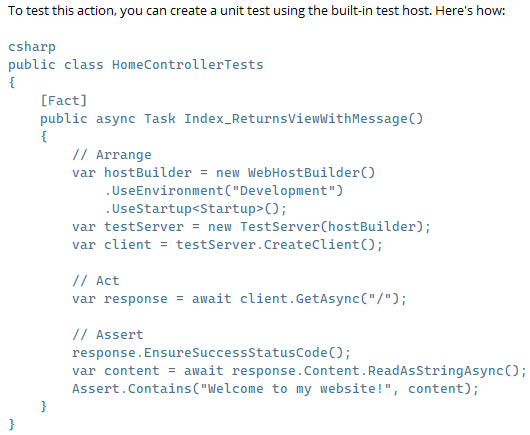 To test this action, you can create a unit test using the built-in test host. Here's how:
csharp
public class HomeControllerTests
{
    [Fact]
    public async Task Index_ReturnsViewWithMessage()
    {
        // Arrange
        var hostBuilder = new WebHostBuilder()
            .UseEnvironment("Development")
            .UseStartup<Startup>();
        var testServer = new TestServer(hostBuilder);
        var client = testServer.CreateClient();

        // Act
        var response = await client.GetAsync("/");

        // Assert
        response.EnsureSuccessStatusCode();
        var content = await response.Content.ReadAsStringAsync();
        Assert.Contains("Welcome to my website!", content);
    }
}